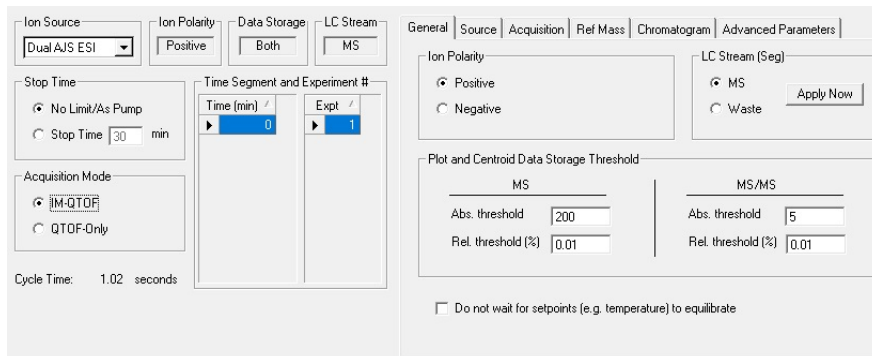 Ion Source
Dual AJS ESI
Ion Polarity
Positive
Data Storage
Both
LC Stream
MS
Stop Time
No Limit/As Pump
Stop Time 30 min
Acquisition Mode
IM-QTOF
QTOF-Only
Cycle Time: 1.02 seconds
Time Segment and Experiment #
Time (min) Expt
0 1
General Source Acquisition Ref Mass Chromatogram Advanced Parameters
Ion Polarity
Positive
Negative
LC Stream (Seg)
MS
Waste
Apply Now
Plot and Centroid Data Storage Threshold
MS MS/MS
Abs. threshold 200 Abs. threshold 5
Rel. threshold (%) 0.01 Rel. threshold (%) 0.01
Do not wait for setpoints (e.g. temperature) to equilibrate